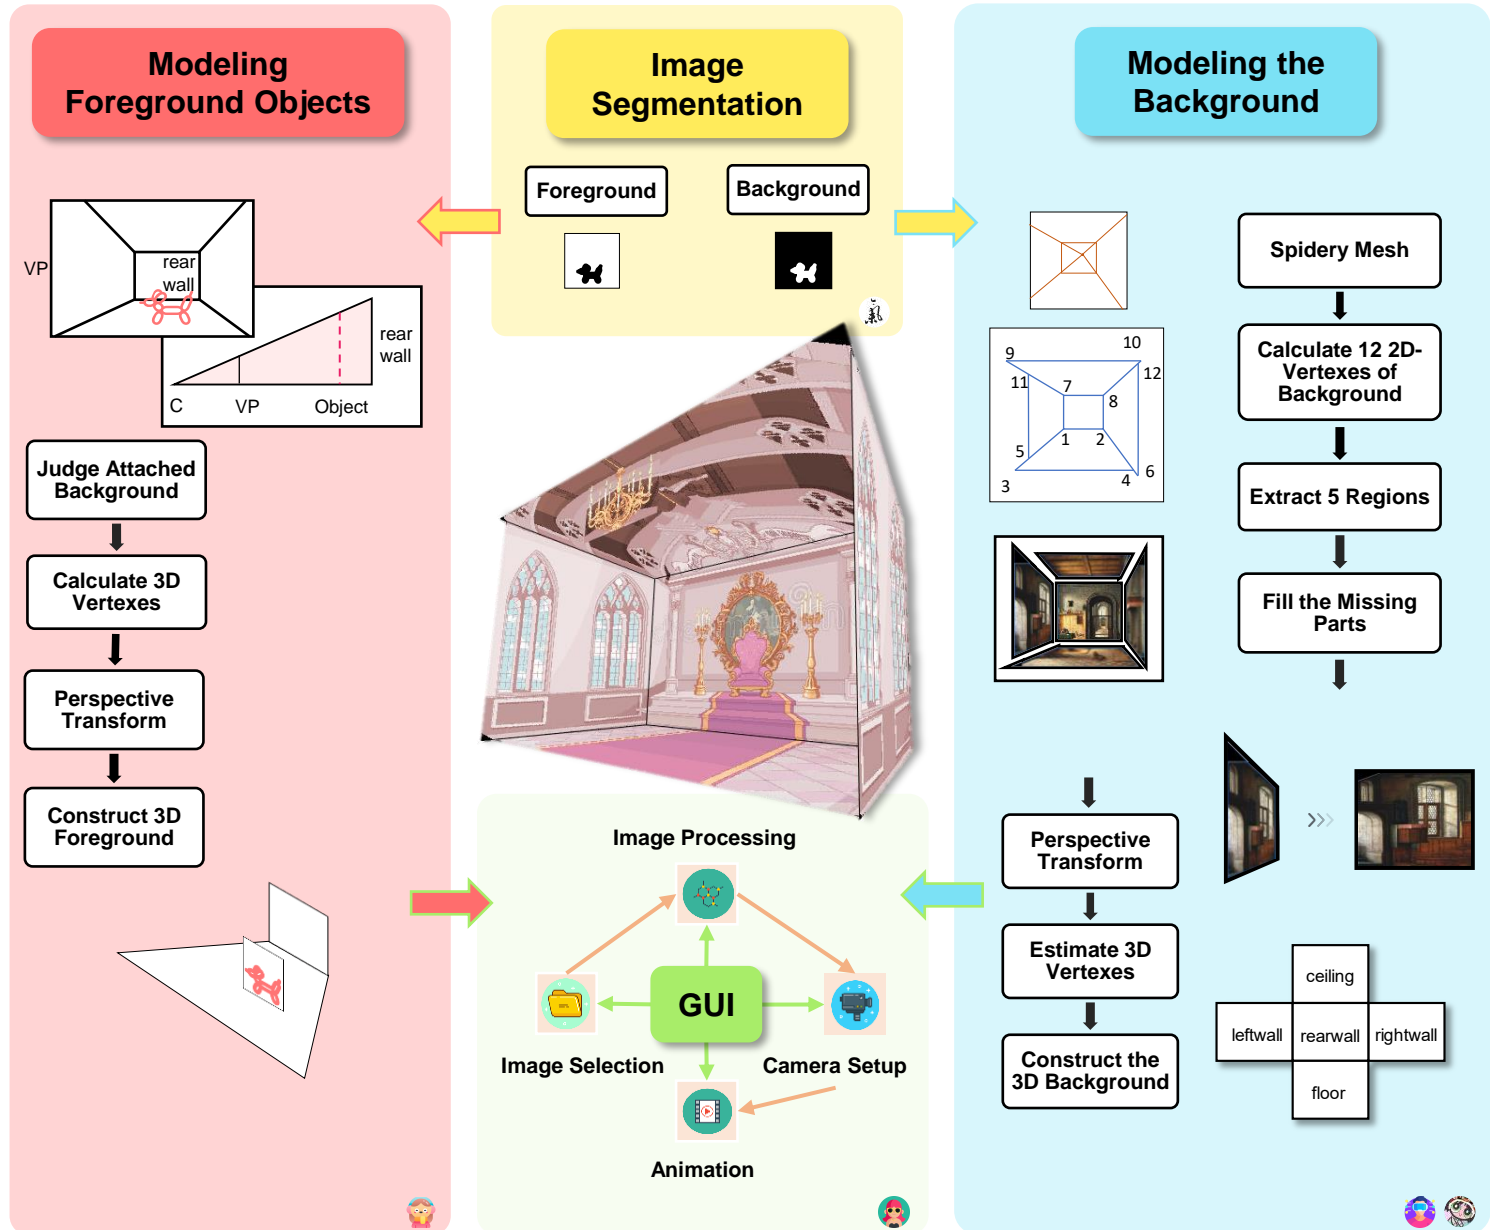 Modeling
Foreground Objects
VP
rear
wall
C
VP
Object
rear
wall
Judge Attached
Background
Calculate 3D
Vertexes
Perspective
Transform
Construct 3D
Foreground
Image
Segmentation
Foreground
Background
Image Processing
GUI
Image Selection
Camera Setup
Animation
Modeling the
Background
Spidery Mesh
Calculate 12 2D-
Vertexes of
Background
Extract 5 Regions
Fill the Missing
Parts
9
10
11
12
7
8
1
2
5
6
3
4
Perspective
Transform
Estimate 3D
Vertexes
Construct the
3D Background
ceiling
leftwall
rearwall
rightwall
floor